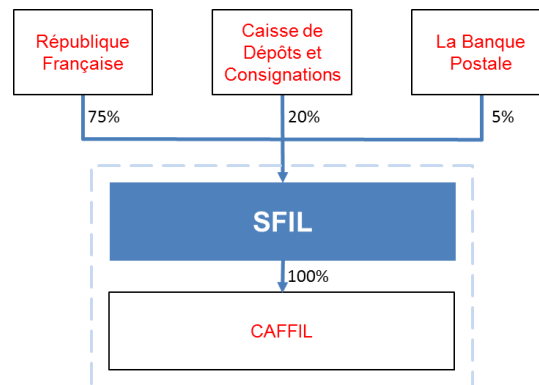 République
Française
Caisse de
Dépôts et
Consignations
La Banque
Postale
75%
20%
5%
SFIL
100%
CAFFIL